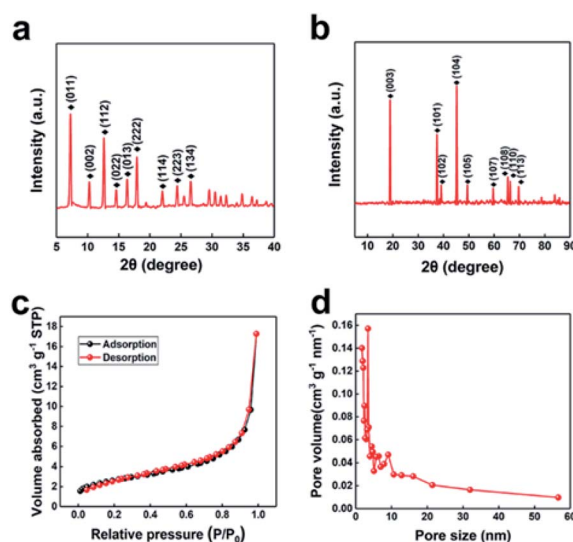 a
Intensity (a.u.)
(011)
(002)
(112)
(022)
(013)
(222)
(114)
(223)
(134)
5 10 15 20 25 30 35 40
2θ (degree)
b
Intensity (a.u.)
(003)
(101)
(102)
(104)
(105)
(107)
(108)
(110)
(113)
10 20 30 40 50 60 70 80 90
2θ (degree)
c
Volume absorbed (cm³ g⁻¹ STP)
18
16
14
12
10
8
6
4
2
0
Adsorption
Desorption
0.0 0.2 0.4 0.6 0.8 1.0
Relative pressure (P/P₀)
d
Pore volume(cm³ g⁻¹ nm⁻¹)
0.16
0.14
0.12
0.10
0.08
0.06
0.04
0.02
0.00
0 10 20 30 40 50 60
Pore size (nm)